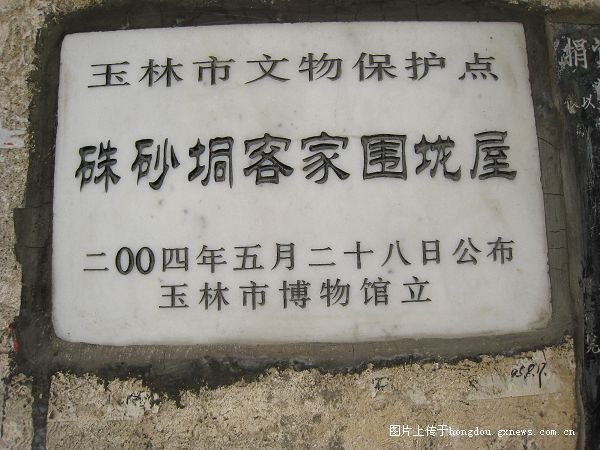 玉林市文物保护点
硃砂垌客家围垅屋
二00四年五月二十八日公布
玉林市博物馆立
捐
以
图片上传于hongdou.gxnews.com.cn